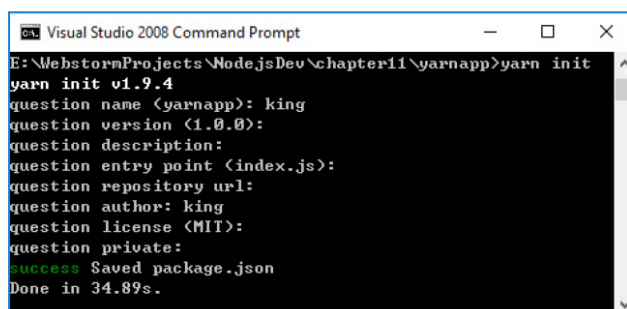 Visual Studio 2008 Command Prompt
E:\WebstormProjects\NodejsDev\chapter11\yarnapp>yarn init
yarn init v1.9.4
question name (yarnapp): king
question version (1.0.0):
question description:
question entry point (index.js):
question repository url:
question author: king
question license (MIT):
question private:
success Saved package.json
Done in 34.89s.